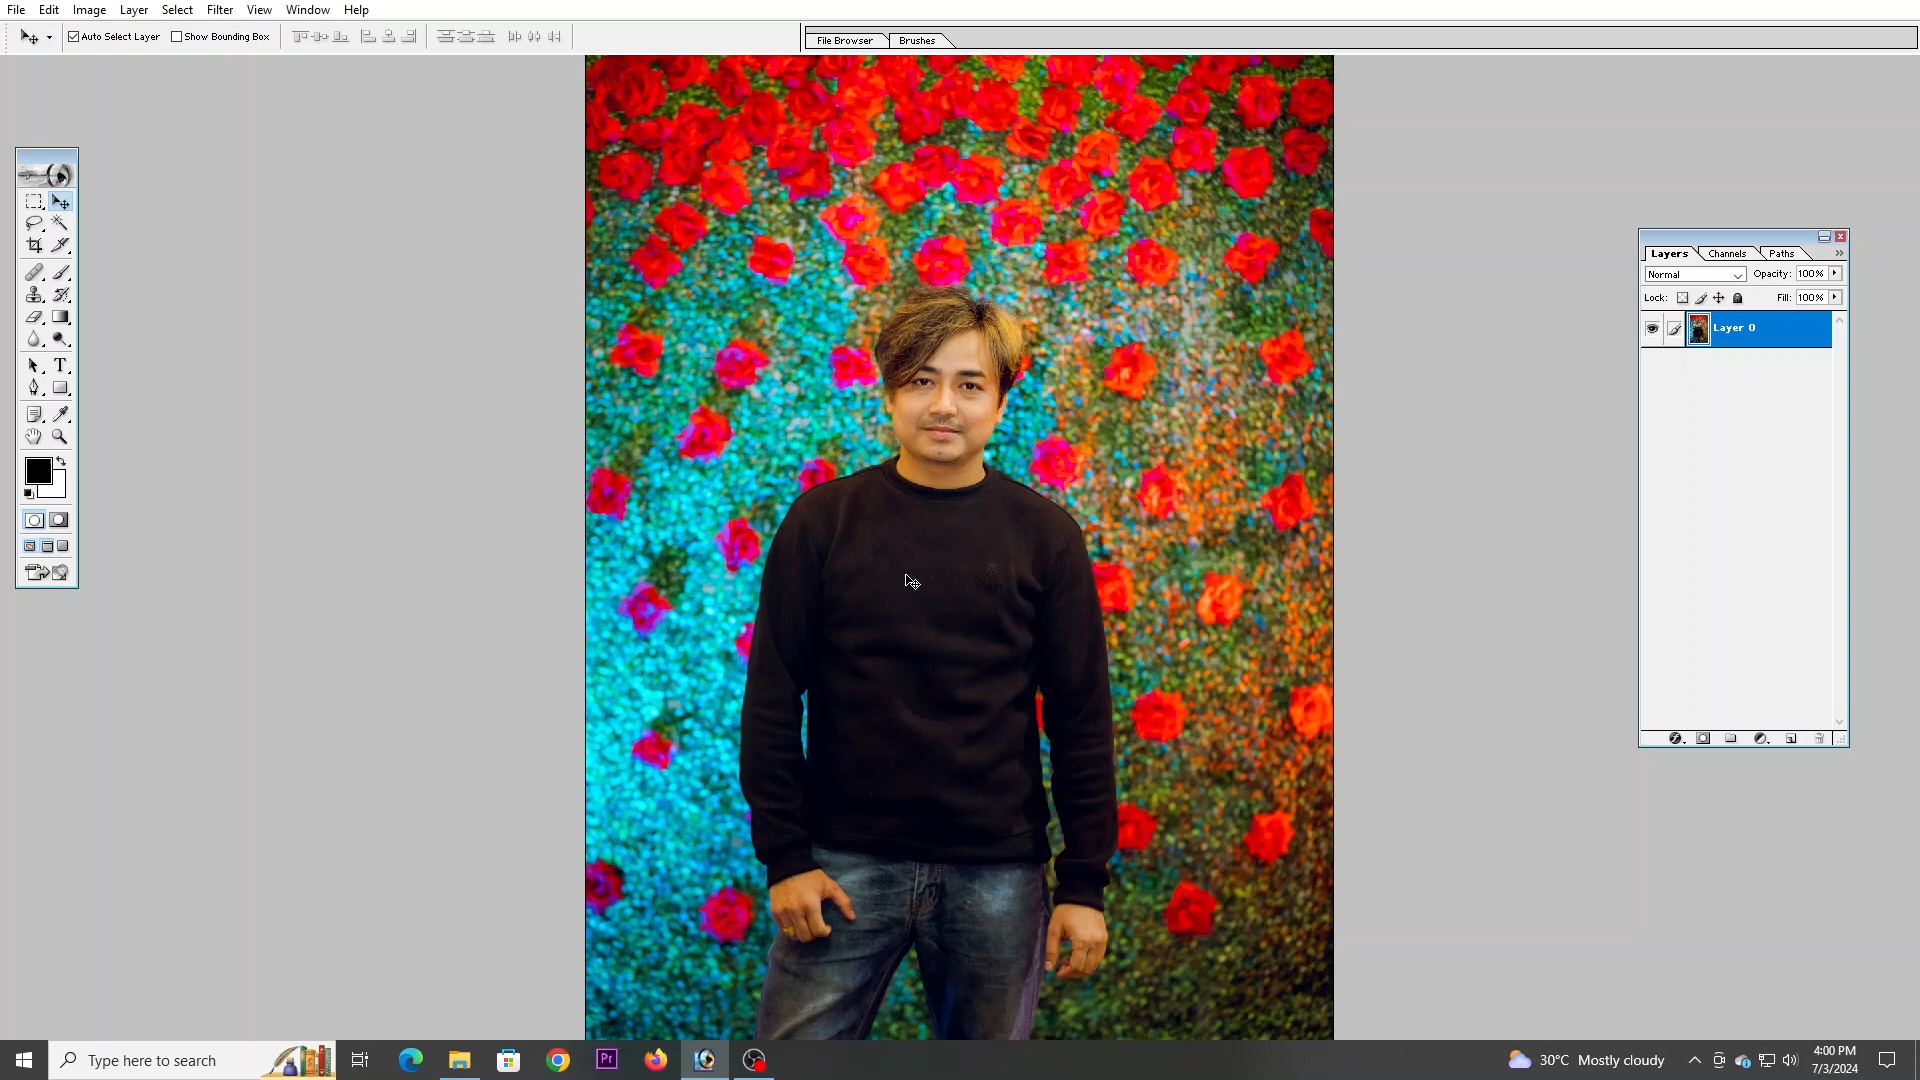 File Edit Image Layer Select Filter View Window Help
Auto Select Layer Show Bounding Box File Browser Brushes
Layers Channels Paths
Normal Opacity: 100%
Lock: Fill: 100%
Layer 0
Type here to search Pr 30°C Mostly cloudy 4:00 PM
7/3/2024